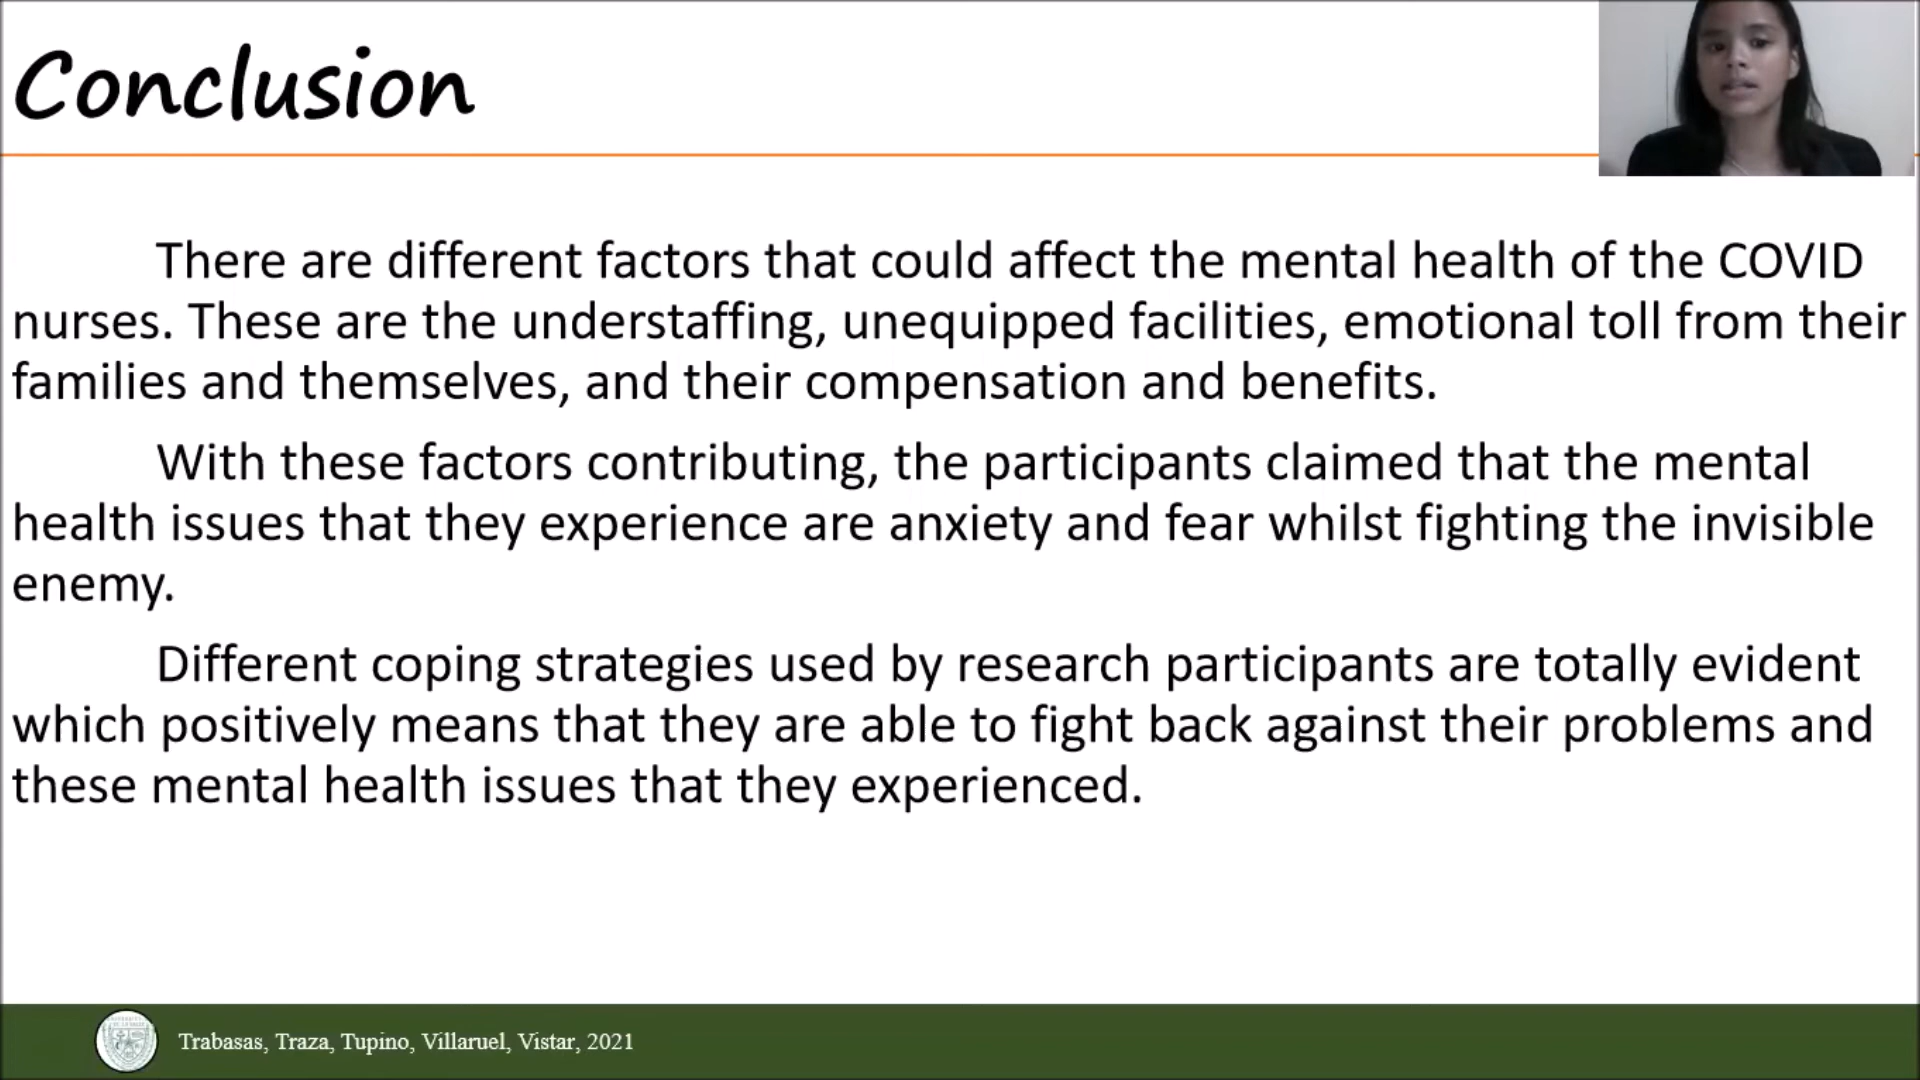 Conclusion
There are different factors that could affect the mental health of the COVID
nurses. These are the understaffing, unequipped facilities, emotional toll from their
families and themselves, and their compensation and benefits.
With these factors contributing, the participants claimed that the mental
health issues that they experience are anxiety and fear whilst fighting the invisible
enemy.
Different coping strategies used by research participants are totally evident
which positively means that they are able to fight back against their problems and
these mental health issues that they experienced.
Trabasas, Traza, Tupino, Villaruel, Vistar, 2021